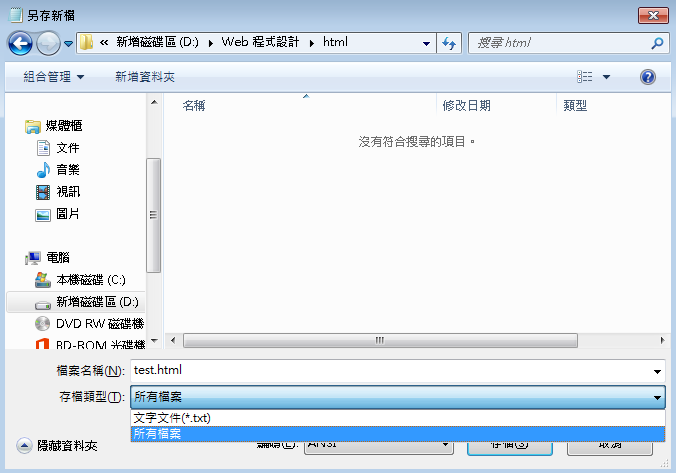 另存新檔
« 新增磁碟區 (D:) Web 程式設計 html
搜尋 html
組合管理 新增資料夾
名稱 修改日期 類型
沒有符合搜尋的項目。
媒體櫃
文件
音樂
視訊
圖片
電腦
本機磁碟 (C:)
新增磁碟區 (D:)
DVD RW 磁碟機
BD-ROM 光碟機
檔案名稱(N): test.html
存檔類型(T): 所有檔案
文字文件(*.txt)
所有檔案
隱藏資料夾 編碼(E): ANSI 存檔(S) 取消